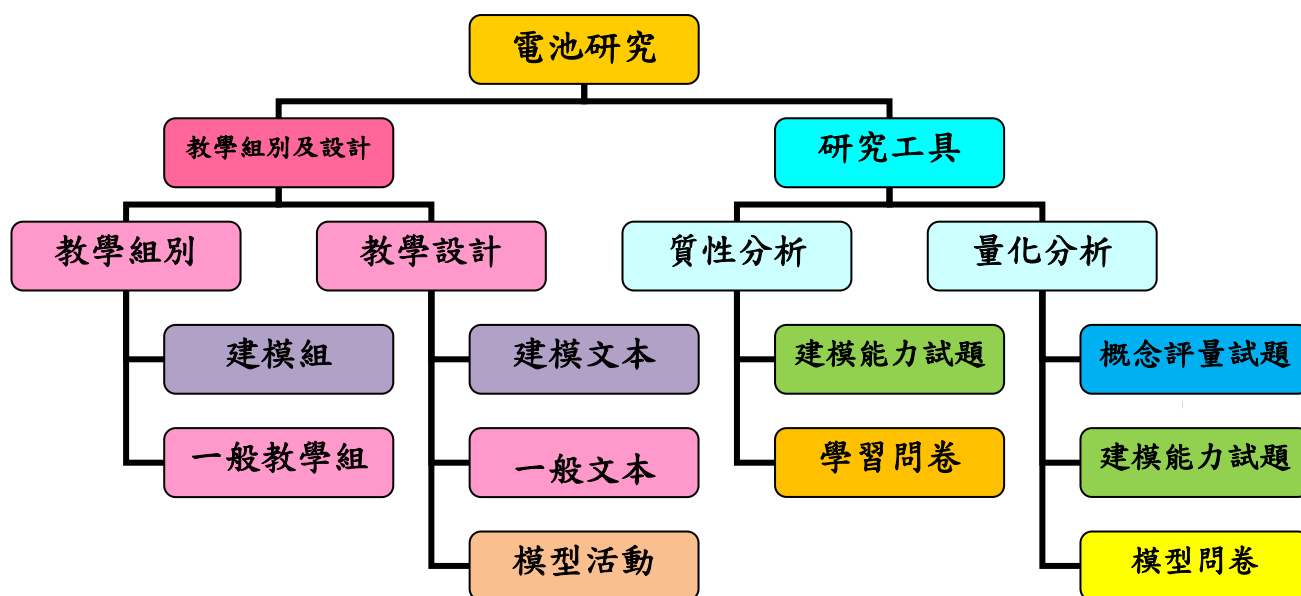 電池研究
教學組別及設計
研究工具
教學組別
教學設計
質性分析
量化分析
建模組
建模文本
建模能力試題
概念評量試題
一般教學組
一般文本
學習問卷
建模能力試題
模型活動
模型問卷